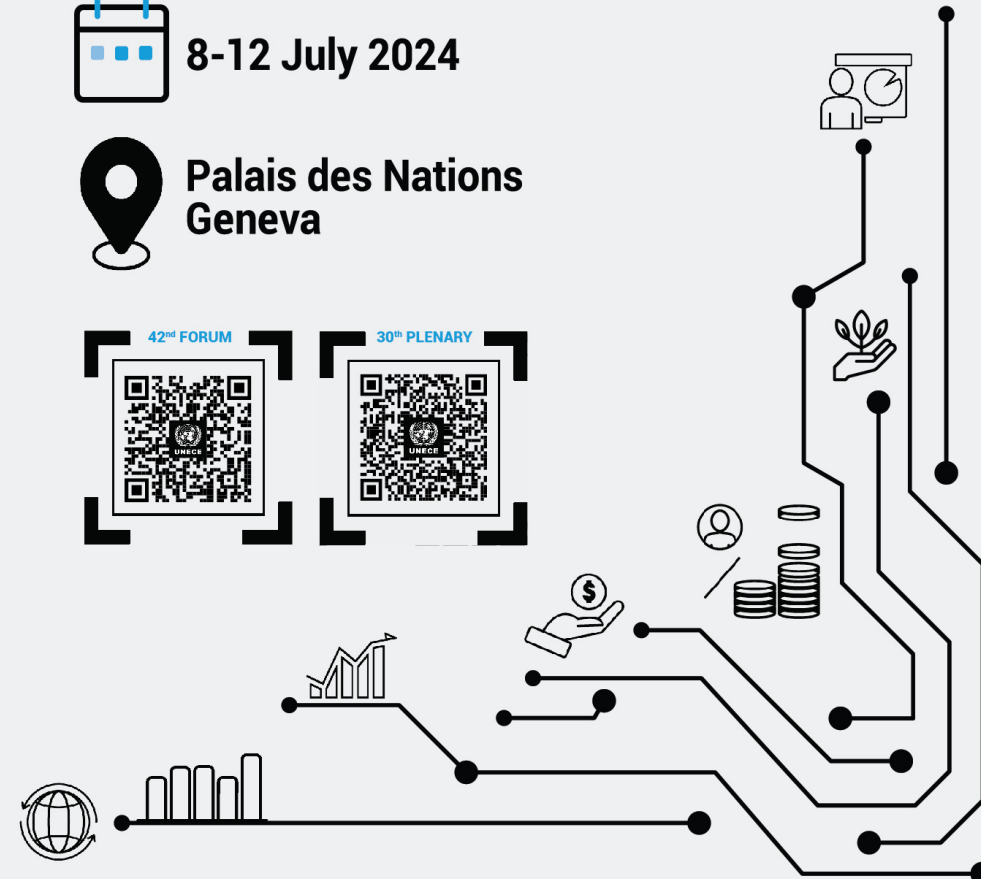 8-12 July 2024
Palais des Nations
Geneva
42nd FORUM
30th PLENARY
UNECE
UNECE
$